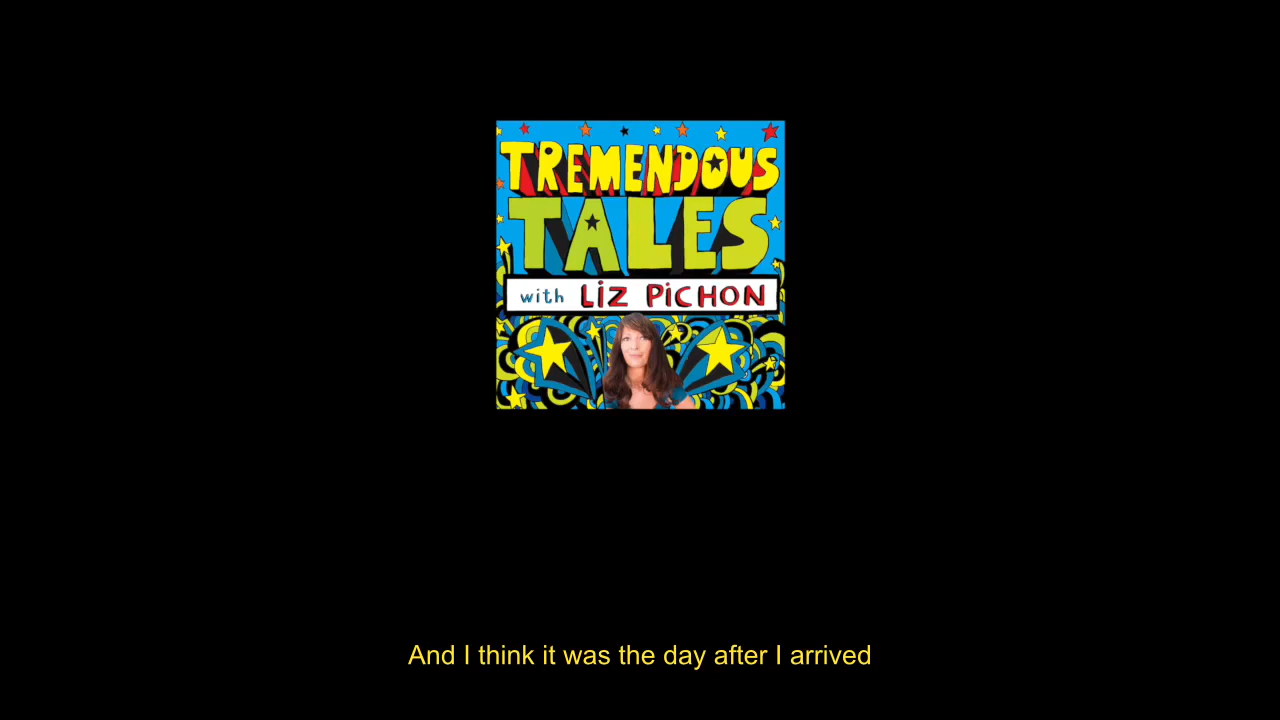 TREMENDOUS
TALES
with LiZ PiCHON
And I think it was the day after I arrived